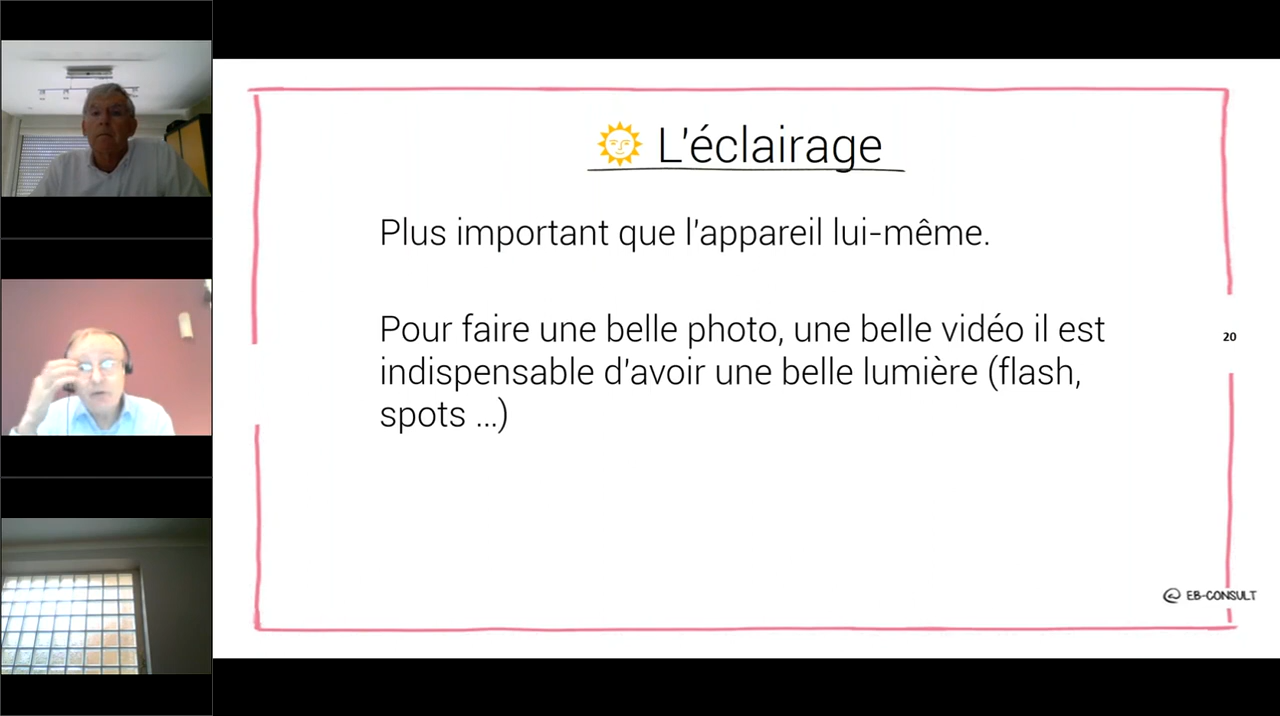 L'éclairage
Plus important que l'appareil lui-même.
Pour faire une belle photo, une belle vidéo il est
indispensable d'avoir une belle lumière (flash,
spots ...)
20
@ EB-CONSULT